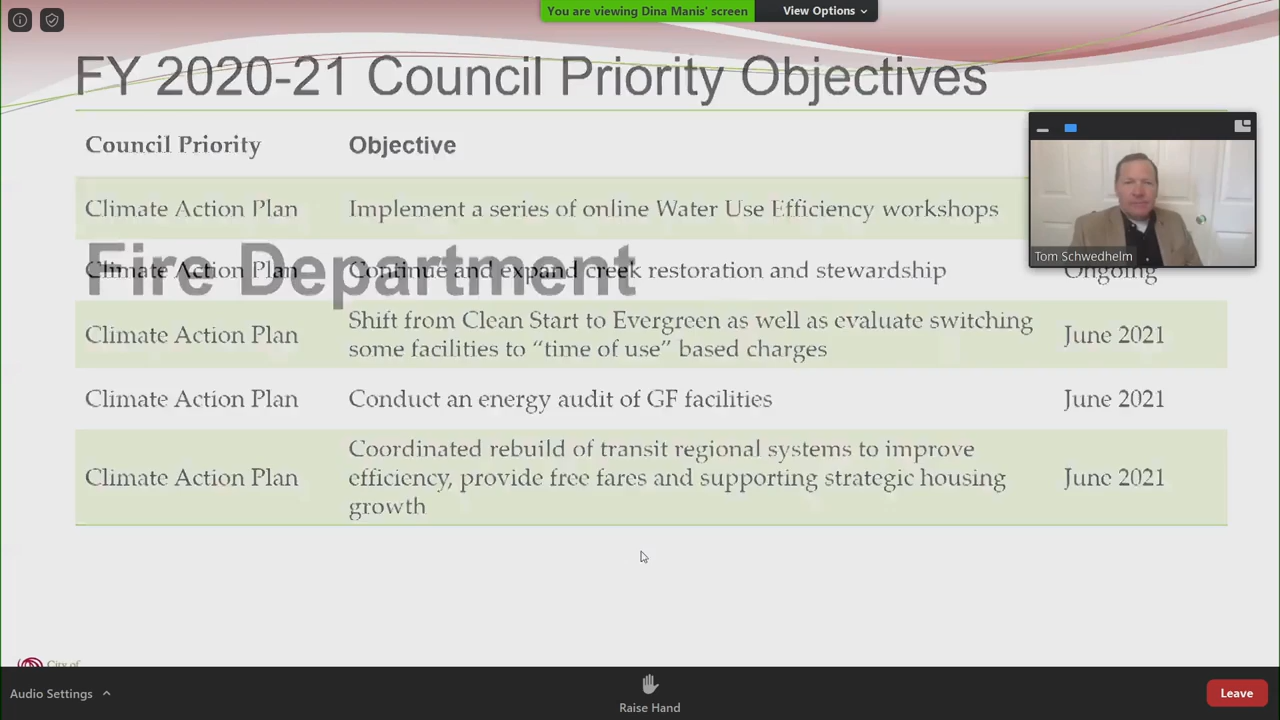 You are viewing Dina Manis' screen
View Options
FY 2020-21 Council Priority Objectives
Council Priority
Objective
Tom Schwedhelm
Climate Action Plan
Implement a series of online Water Use Efficiency workshops
Fire Department
Climate Action Plan
Continue and expand creek restoration and stewardship
Ongoing
Climate Action Plan
Shift from Clean Start to Evergreen as well as evaluate switching
some facilities to “time of use” based charges
June 2021
Climate Action Plan
Conduct an energy audit of GF facilities
June 2021
Climate Action Plan
Coordinated rebuild of transit regional systems to improve
efficiency, provide free fares and supporting strategic housing
growth
June 2021
City of
Audio Settings
Raise Hand
Leave